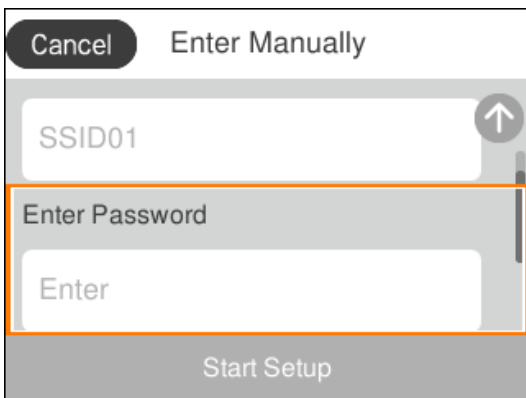 Cancel Enter Manually
SSID01
Enter Password
Enter
Start Setup